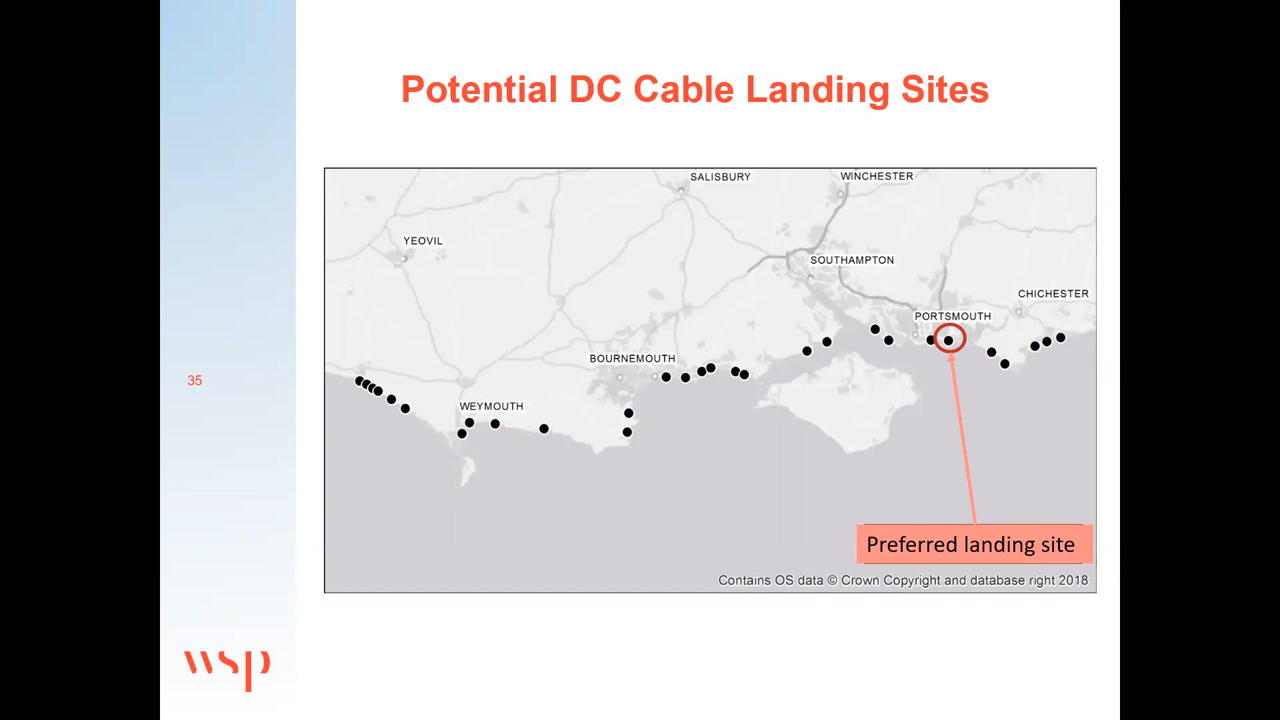 Potential DC Cable Landing Sites
SALISBURY
WINCHESTER
YEOVIL
SOUTHAMPTON
CHICHESTER
PORTSMOUTH
BOURNEMOUTH
35
WEYMOUTH
Preferred landing site
Contains OS data © Crown Copyright and database right 2018
wsp